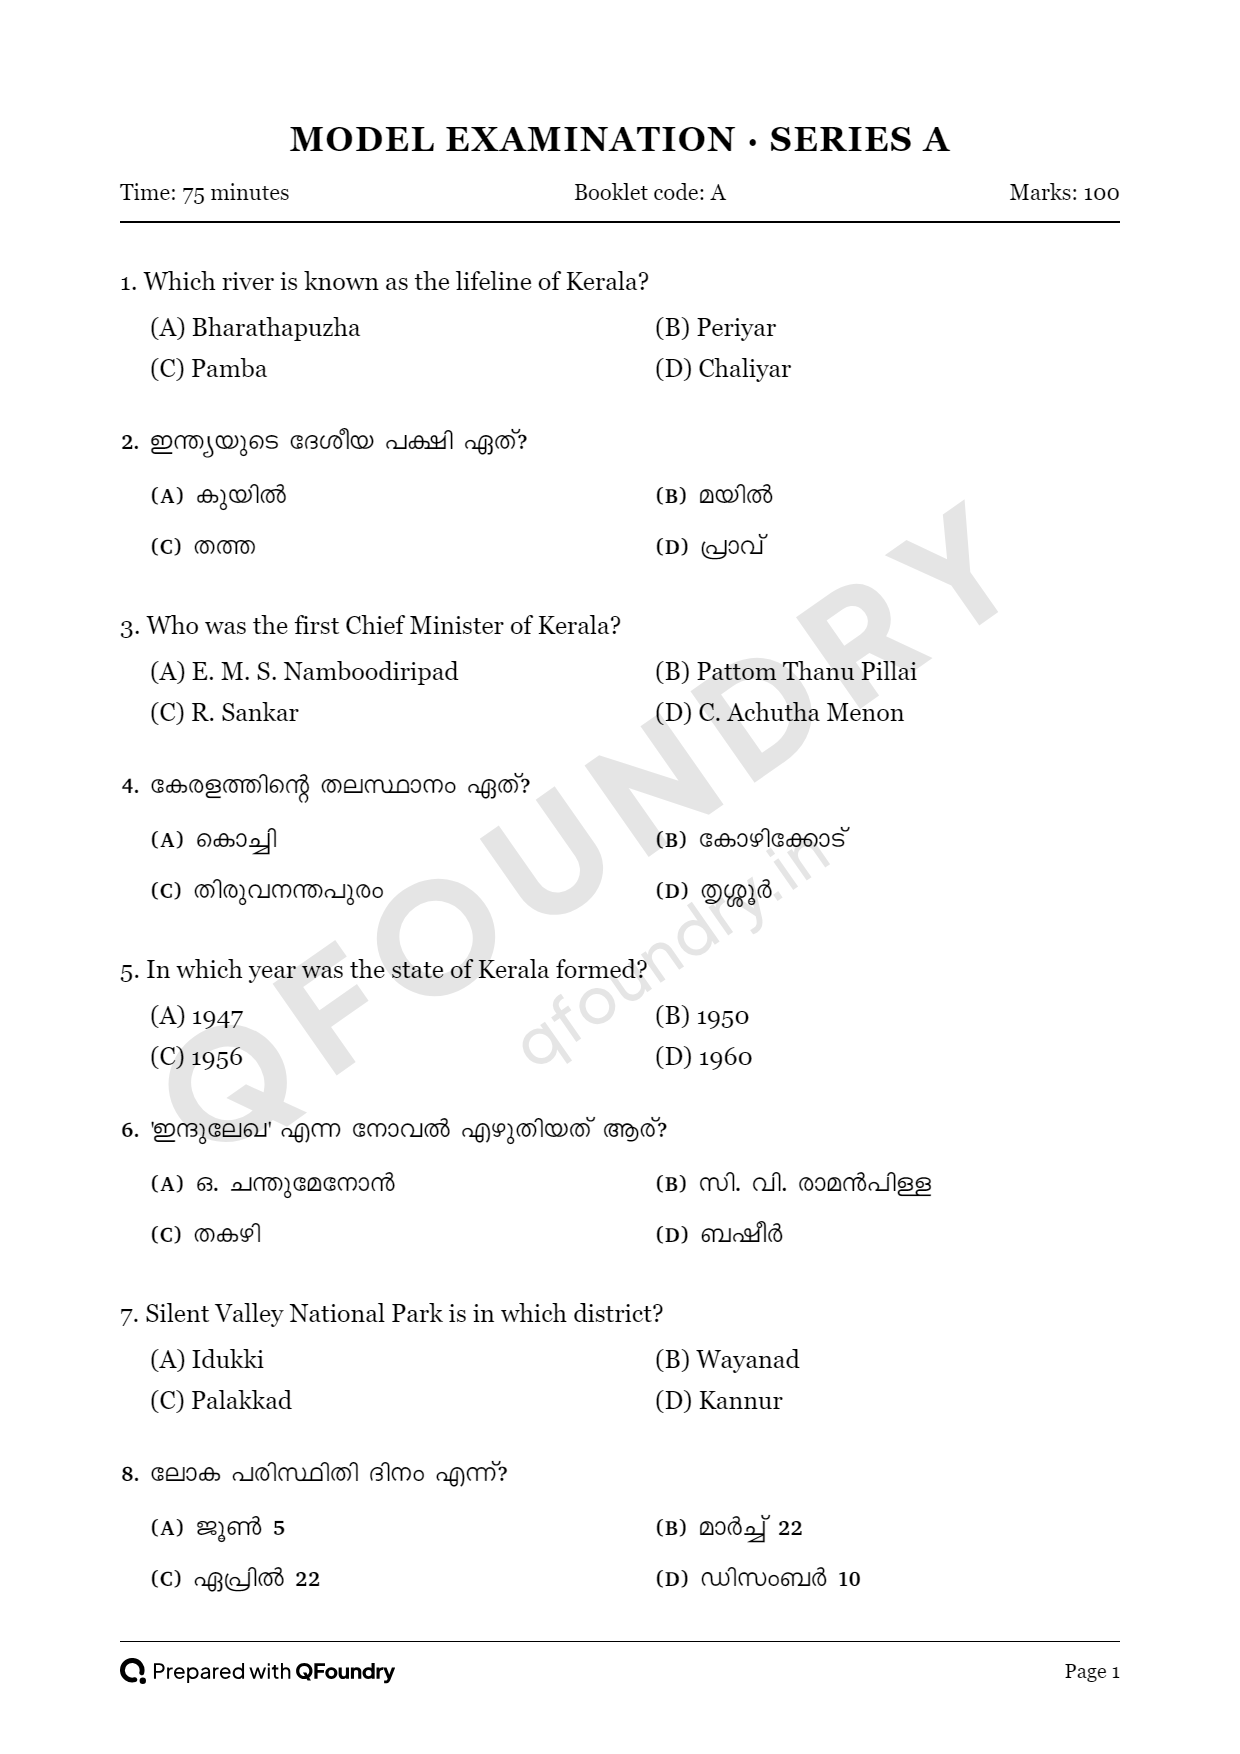 MODEL EXAMINATION · SERIES A
Time: 75 minutes Booklet code: A Marks: 100
1. Which river is known as the lifeline of Kerala?
(A) Bharathapuzha (B) Periyar
(C) Pamba (D) Chaliyar
2. ഇന്ത്യയുടെ ദേശീയ പക്ഷി ഏത്?
(A) കുയിൽ (B) മയിൽ
(C) തത്ത (D) പ്രാവ്
3. Who was the first Chief Minister of Kerala?
(A) E. M. S. Namboodiripad (B) Pattom Thanu Pillai
(C) R. Sankar (D) C. Achutha Menon
4. കേരളത്തിന്റെ തലസ്ഥാനം ഏത്?
(A) കൊച്ചി (B) കോഴിക്കോട്
(C) തിരുവനന്തപുരം (D) തൃശ്ശൂർ
5. In which year was the state of Kerala formed?
(A) 1947 (B) 1950
(C) 1956 (D) 1960
6. 'ഇന്ദുലേഖ' എന്ന നോവൽ എഴുതിയത് ആര്?
(A) ഒ. ചന്തുമേനോൻ (B) സി. വി. രാമൻപിള്ള
(C) തകഴി (D) ബഷീർ
7. Silent Valley National Park is in which district?
(A) Idukki (B) Wayanad
(C) Palakkad (D) Kannur
8. ലോക പരിസ്ഥിതി ദിനം എന്ന്?
(A) ജൂൺ 5 (B) മാർച്ച് 22
(C) ഏപ്രിൽ 22 (D) ഡിസംബർ 10
QFOUNDRY
qfoundry.in
Prepared with QFoundry Page 1